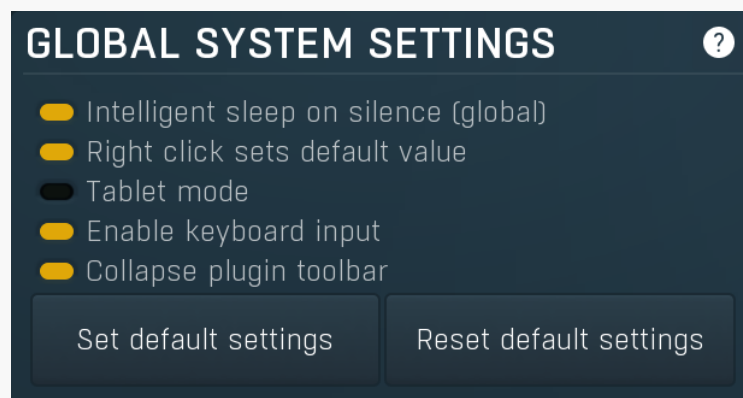 GLOBAL SYSTEM SETTINGS ?
Intelligent sleep on silence (global)
Right click sets default value
Tablet mode
Enable keyboard input
Collapse plugin toolbar
Set default settings Reset default settings